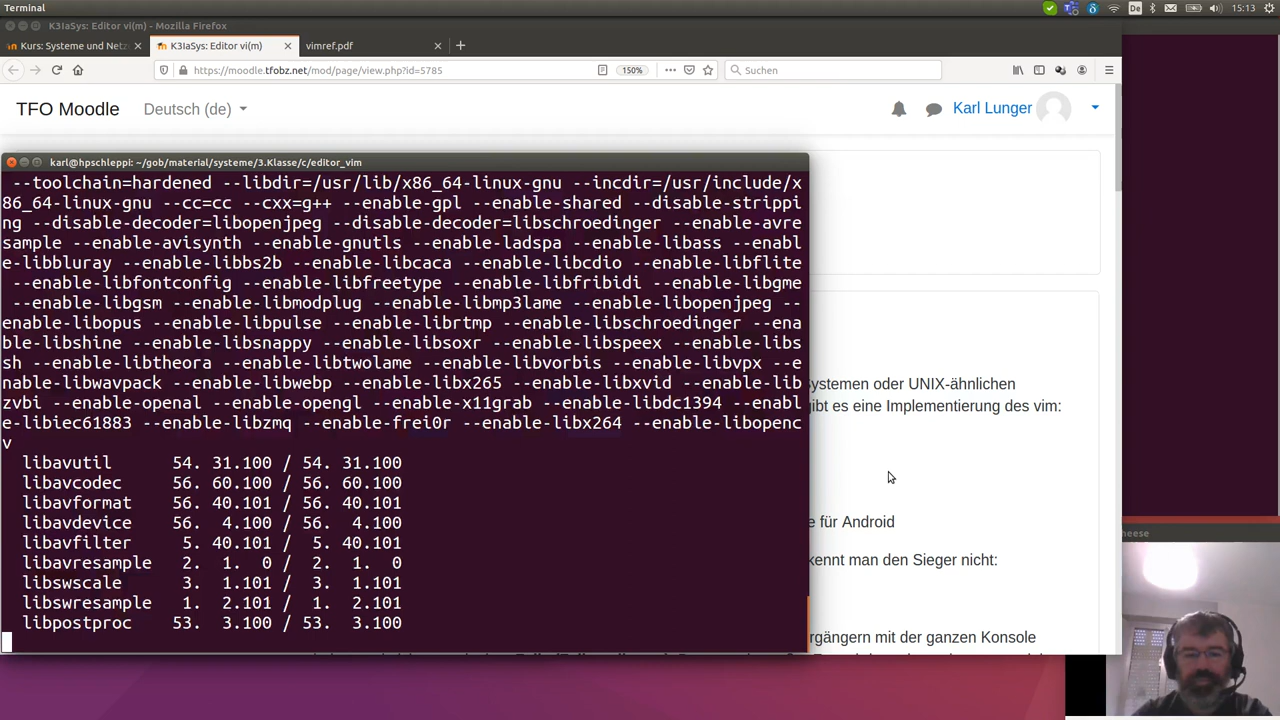 Terminal
De
15:13
K3IaSys: Editor vi(m) - Mozilla Firefox
Kurs: Systeme und Netz
K3IaSys: Editor vi(m)
vimref.pdf
https://moodle.tfobz.net/mod/page/view.php?id=5785
150%
Suchen
TFO Moodle
Deutsch (de)
Karl Lunger
karl@hpschleppi: ~/gob/material/systeme/3.Klasse/c/editor_vim
--toolchain=hardened --libdir=/usr/lib/x86_64-linux-gnu --incdir=/usr/include/x
86_64-linux-gnu --cc=cc --cxx=g++ --enable-gpl --enable-shared --disable-strippi
ng --disable-decoder=libopenjpeg --disable-decoder=libschroedinger --enable-avre
sample --enable-avisynth --enable-gnutls --enable-ladspa --enable-libass --enabl
e-libbluray --enable-libbs2b --enable-libcaca --enable-libcdio --enable-libflite
--enable-libfontconfig --enable-libfreetype --enable-libfribidi --enable-libgme
--enable-libgsm --enable-libmodplug --enable-libmp3lame --enable-libopenjpeg --
enable-libopus --enable-libpulse --enable-librtmp --enable-libschroedinger --ena
ble-libshine --enable-libsnappy --enable-libsoxr --enable-libspeex --enable-libs
sh --enable-libtheora --enable-libtwolame --enable-libvorbis --enable-libvpx --e
nable-libwavpack --enable-libwebp --enable-libx265 --enable-libxvid --enable-lib
zvbi --enable-openal --enable-opengl --enable-x11grab --enable-libdc1394 --enabl
e-libiec61883 --enable-libzmq --enable-frei0r --enable-libx264 --enable-libopenc
v
libavutil 54. 31.100 / 54. 31.100
libavcodec 56. 60.100 / 56. 60.100
libavformat 56. 40.101 / 56. 40.101
libavdevice 56. 4.100 / 56. 4.100
libavfilter 5. 40.101 / 5. 40.101
libavresample 2. 1. 0 / 2. 1. 0
libswscale 3. 1.101 / 3. 1.101
libswresample 1. 2.101 / 1. 2.101
libpostproc 53. 3.100 / 53. 3.100
ystemen oder UNIX-ähnlichen
gibt es eine Implementierung des vim:
e für Android
kennt man den Sieger nicht:
rgängern mit der ganzen Konsole
heese